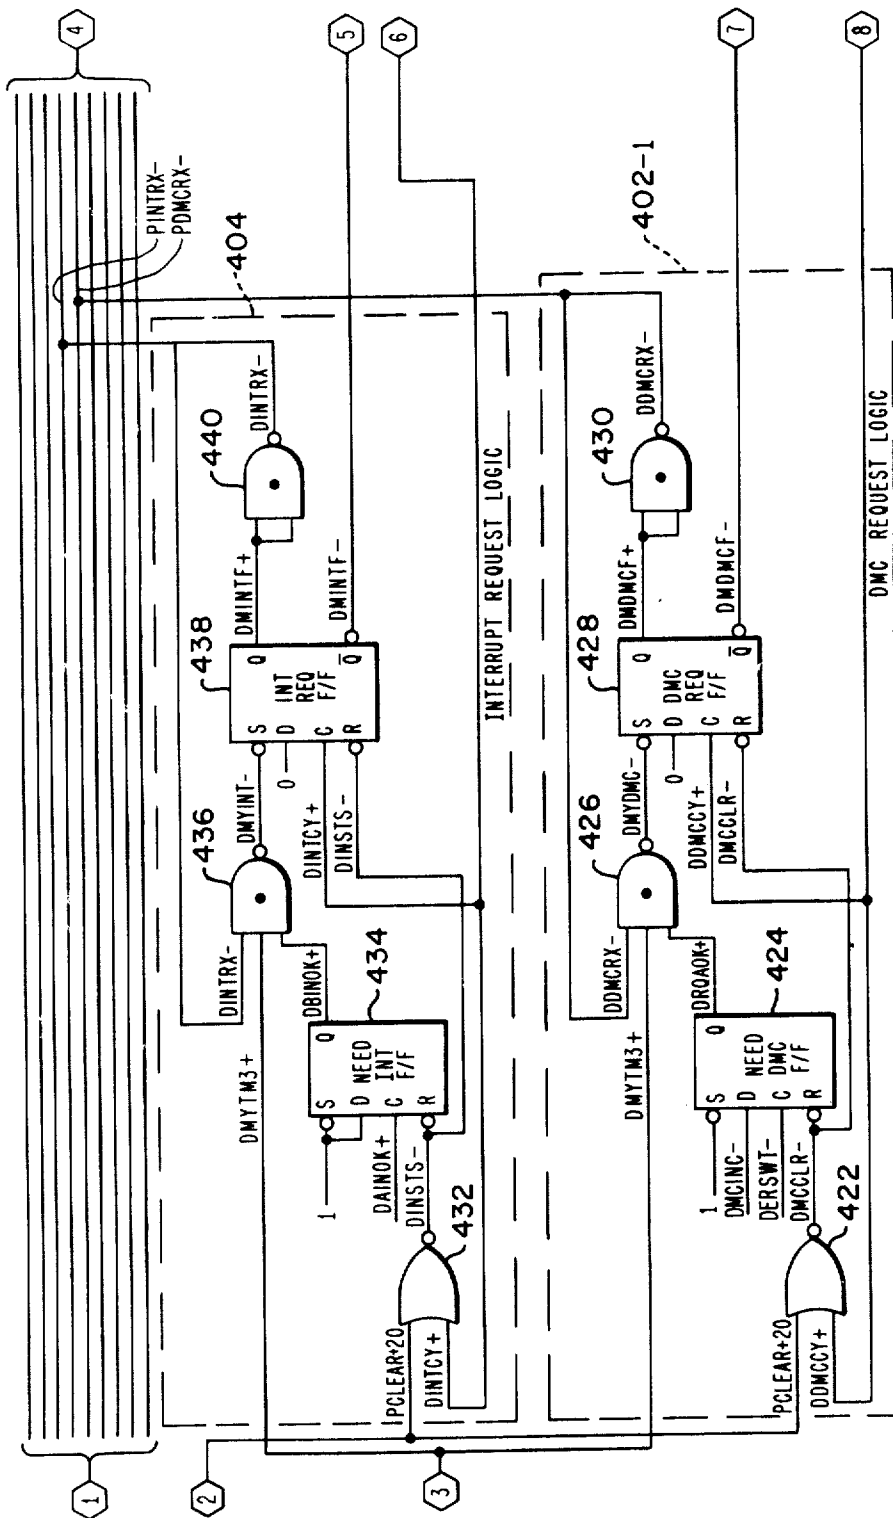 1
4
PINTRX-
PDMCRX-
404
2
3
5
6
7
8
INTERRUPT REQUEST LOGIC
PCLEAR+20
DINTCY+
432
DINSTS-
DAINOK+
1
S
D
C
R
Q
NEED
INT
F/F
434
DBINOK+
DMYTM3+
DINTRX-
436
DMYINT-
0
DINTCY+
DINSTS-
S
D
C
R
Q
Q
INT
REQ
F/F
438
DMINTF+
DMINTF-
440
DINTRX-
402-1
DMC REQUEST LOGIC
PCLEAR+20
DDMCCY+
422
DMCCLR-
DERSWT-
DMCINC-
1
S
D
C
R
Q
NEED
DMC
F/F
424
DRQAOK+
DMYTM3+
DDMCRX-
426
DMYDMC-
0
DDMCCY+
DMCCLR-
S
D
C
R
Q
Q
DMC
REQ
F/F
428
DMDMCF+
DMDMCF-
430
DDMCRX-